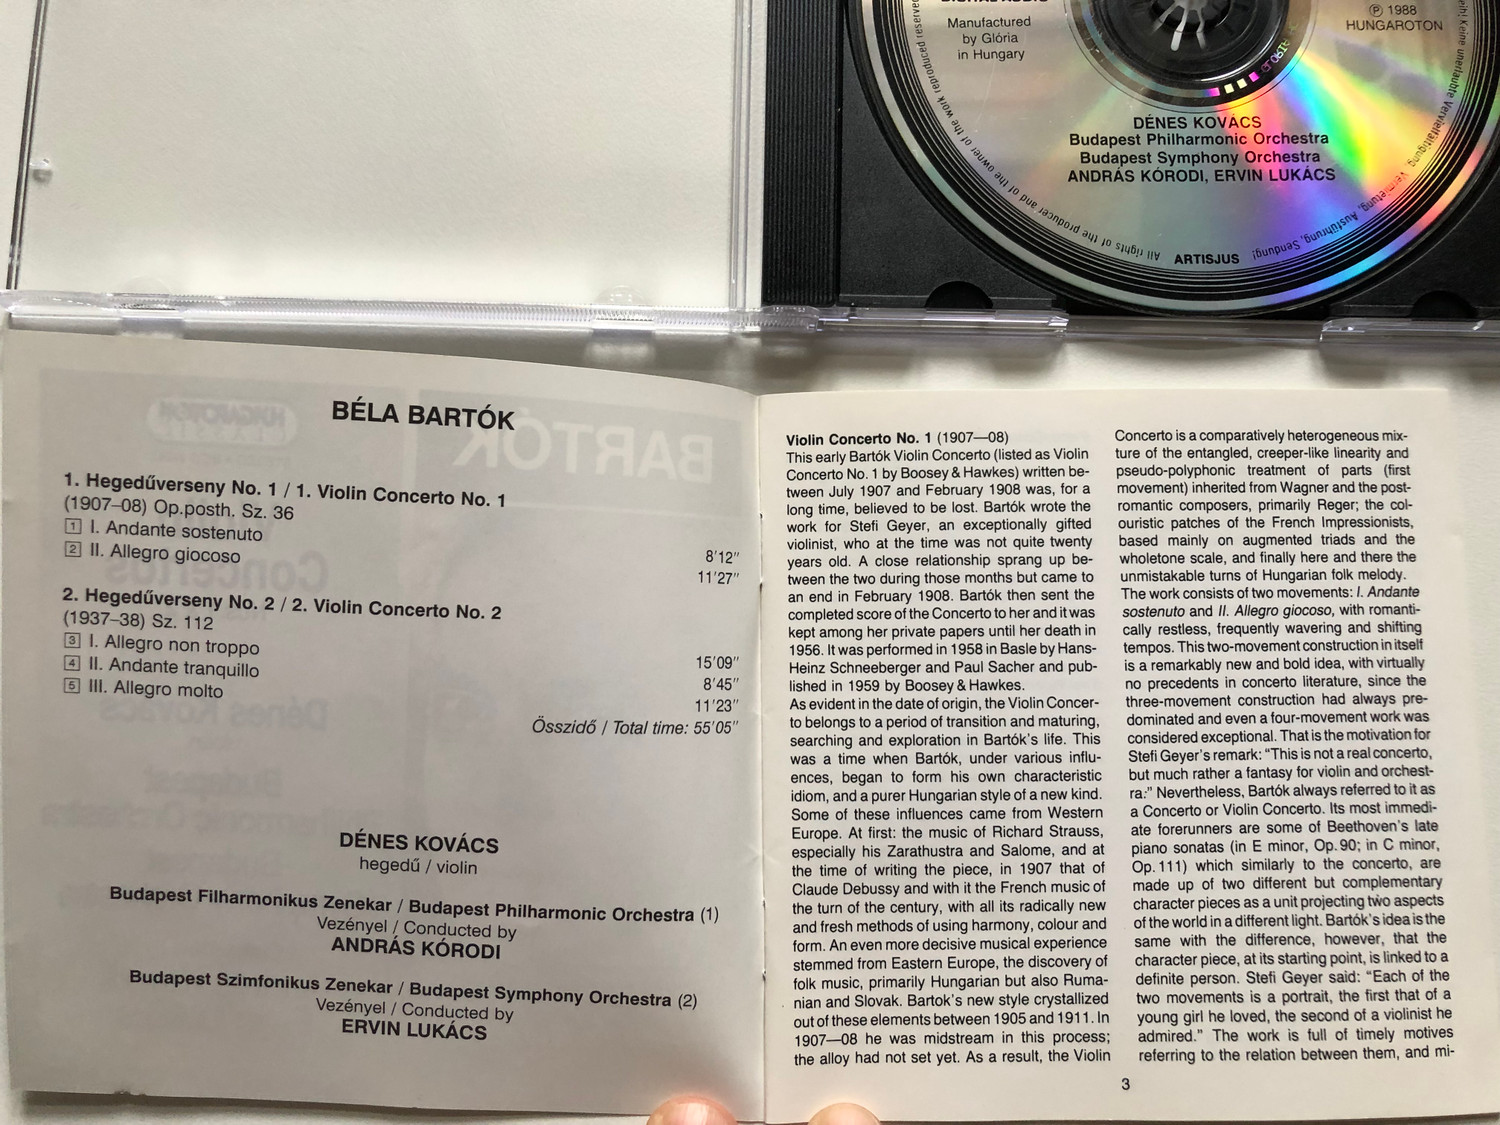 DIGITAL AUDIO
Manufactured
by Glória
in Hungary
Ⓟ 1988
HUNGAROTON
DÉNES KOVÁCS
Budapest Philharmonic Orchestra
Budapest Symphony Orchestra
ANDRÁS KÓRODI, ERVIN LUKÁCS
All rights of the producer and of the owner of the work reproduced reserved
ARTISJUS
Keine unerlaubte Vervielfältigung, Vermietung, Aufführung, Sendung!
BÉLA BARTÓK
1. Hegedűverseny No. 1 / 1. Violin Concerto No. 1
(1907–08) Op.posth. Sz. 36
1 I. Andante sostenuto 8'12"
2 II. Allegro giocoso 11'27"
2. Hegedűverseny No. 2 / 2. Violin Concerto No. 2
(1937–38) Sz. 112
3 I. Allegro non troppo 15'09"
4 II. Andante tranquillo 8'45"
5 III. Allegro molto 11'23"
Összidő / Total time: 55'05"
DÉNES KOVÁCS
hegedű / violin
Budapest Filharmonikus Zenekar / Budapest Philharmonic Orchestra (1)
Vezényel / Conducted by
ANDRÁS KÓRODI
Budapest Szimfonikus Zenekar / Budapest Symphony Orchestra (2)
Vezényel / Conducted by
ERVIN LUKÁCS
Violin Concerto No. 1 (1907—08)
This early Bartók Violin Concerto (listed as Violin
Concerto No. 1 by Boosey & Hawkes) written be-
tween July 1907 and February 1908 was, for a
long time, believed to be lost. Bartók wrote the
work for Stefi Geyer, an exceptionally gifted
violinist, who at the time was not quite twenty
years old. A close relationship sprang up be-
tween the two during those months but came to
an end in February 1908. Bartók then sent the
completed score of the Concerto to her and it was
kept among her private papers until her death in
1956. It was performed in 1958 in Basle by Hans-
Heinz Schneeberger and Paul Sacher and pub-
lished in 1959 by Boosey & Hawkes.
As evident in the date of origin, the Violin Concer-
to belongs to a period of transition and maturing,
searching and exploration in Bartók's life. This
was a time when Bartók, under various influ-
ences, began to form his own characteristic
idiom, and a purer Hungarian style of a new kind.
Some of these influences came from Western
Europe. At first: the music of Richard Strauss,
especially his Zarathustra and Salome, and at
the time of writing the piece, in 1907 that of
Claude Debussy and with it the French music of
the turn of the century, with all its radically new
and fresh methods of using harmony, colour and
form. An even more decisive musical experience
stemmed from Eastern Europe, the discovery of
folk music, primarily Hungarian but also Ruma-
nian and Slovak. Bartok's new style crystallized
out of these elements between 1905 and 1911. In
1907—08 he was midstream in this process;
the alloy had not set yet. As a result, the Violin
Concerto is a comparatively heterogeneous mix-
ture of the entangled, creeper-like linearity and
pseudo-polyphonic treatment of parts (first
movement) inherited from Wagner and the post-
romantic composers, primarily Reger; the col-
ouristic patches of the French Impressionists,
based mainly on augmented triads and the
wholetone scale, and finally here and there the
unmistakable turns of Hungarian folk melody.
The work consists of two movements: I. Andante
sostenuto and II. Allegro giocoso, with romanti-
cally restless, frequently wavering and shifting
tempos. This two-movement construction in itself
is a remarkably new and bold idea, with virtually
no precedents in concerto literature, since the
three-movement construction had always pre-
dominated and even a four-movement work was
considered exceptional. That is the motivation for
Stefi Geyer's remark: "This is not a real concerto,
but much rather a fantasy for violin and orchest-
ra." Nevertheless, Bartók always referred to it as
a Concerto or Violin Concerto. Its most immedi-
ate forerunners are some of Beethoven's late
piano sonatas (in E minor, Op. 90; in C minor,
Op. 111) which similarly to the concerto, are
made up of two different but complementary
character pieces as a unit projecting two aspects
of the world in a different light. Bartók's idea is the
same with the difference, however, that the
character piece, at its starting point, is linked to a
definite person. Stefi Geyer said: "Each of the
two movements is a portrait, the first that of a
young girl he loved, the second of a violinist he
admired." The work is full of timely motives
referring to the relation between them, and mi-
3